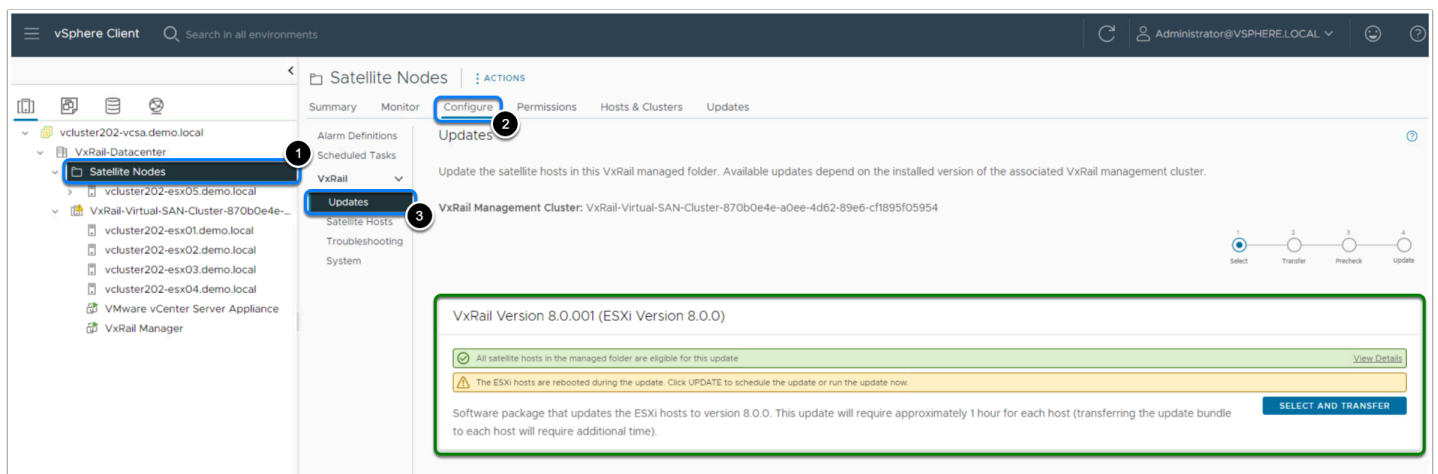 vSphere Client
Search in all environments
Administrator@VSPHERE.LOCAL
Satellite Nodes
ACTIONS
Summary Monitor Configure Permissions Hosts & Clusters Updates
2
vcluster202-vcsa.demo.local
VxRail-Datacenter
1
Satellite Nodes
vcluster202-esx05.demo.local
VxRail-Virtual-SAN-Cluster-870b0e4e-...
vcluster202-esx01.demo.local
vcluster202-esx02.demo.local
vcluster202-esx03.demo.local
vcluster202-esx04.demo.local
VMware vCenter Server Appliance
VxRail Manager
Alarm Definitions
Scheduled Tasks
VxRail
Updates
3
Satellite Hosts
Troubleshooting
System
Updates
Update the satellite hosts in this VxRail managed folder. Available updates depend on the installed version of the associated VxRail management cluster.
VxRail Management Cluster: VxRail-Virtual-SAN-Cluster-870b0e4e-a0ee-4d62-89e6-cf1895f05954
1 2 3 4
Select Transfer Precheck Update
VxRail Version 8.0.001 (ESXi Version 8.0.0)
All satellite hosts in the managed folder are eligible for this update View Details
The ESXi hosts are rebooted during the update. Click UPDATE to schedule the update or run the update now.
Software package that updates the ESXi hosts to version 8.0.0. This update will require approximately 1 hour for each host (transferring the update bundle
to each host will require additional time).
SELECT AND TRANSFER